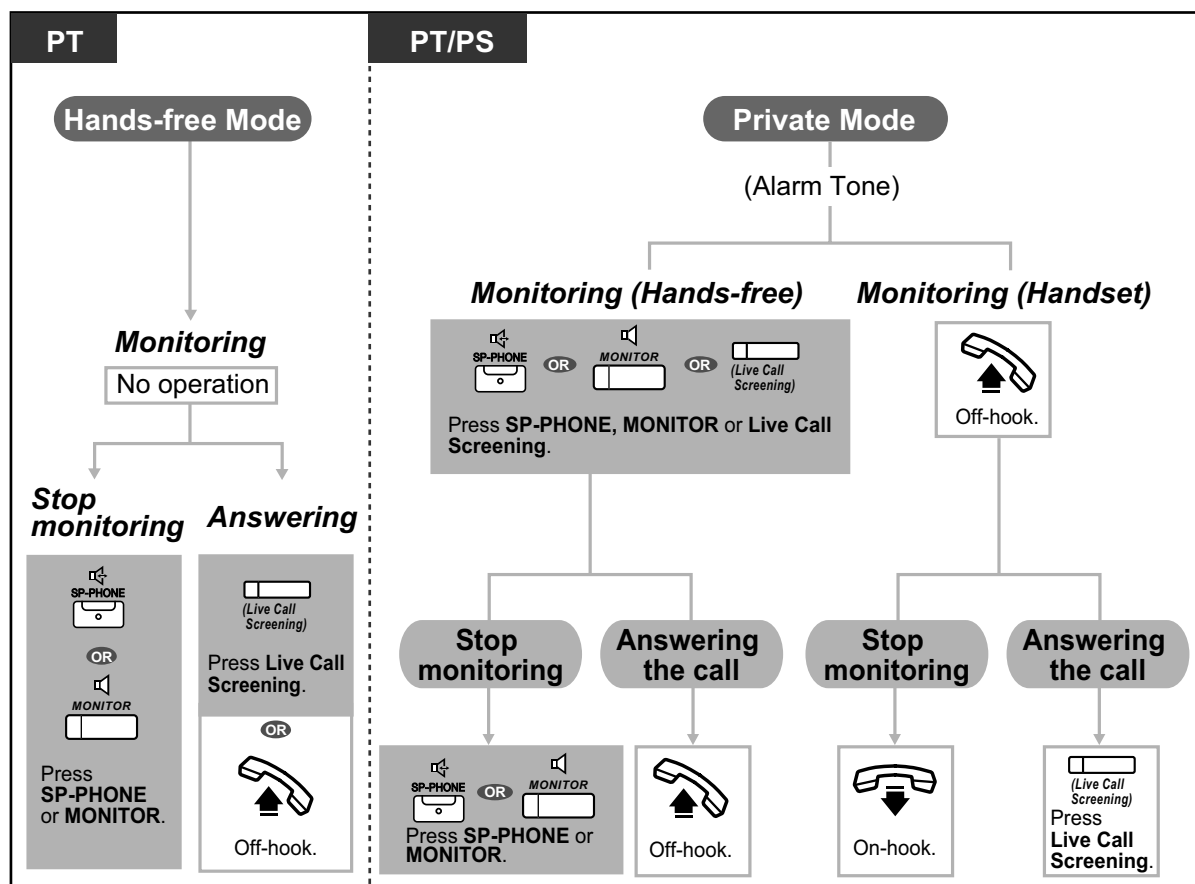 PT
Hands-free Mode
Monitoring
No operation
Stop
monitoring
SP-PHONE
OR
MONITOR
Press
SP-PHONE
or MONITOR.
Answering
(Live Call
Screening)
Press Live Call
Screening.
OR
Off-hook.
PT/PS
Private Mode
(Alarm Tone)
Monitoring (Hands-free)
SP-PHONE OR MONITOR OR (Live Call
Screening)
Press SP-PHONE, MONITOR or Live Call
Screening.
Stop
monitoring
SP-PHONE OR MONITOR
Press SP-PHONE or
MONITOR.
Answering
the call
Off-hook.
Monitoring (Handset)
Off-hook.
Stop
monitoring
On-hook.
Answering
the call
(Live Call
Screening)
Press
Live Call
Screening.